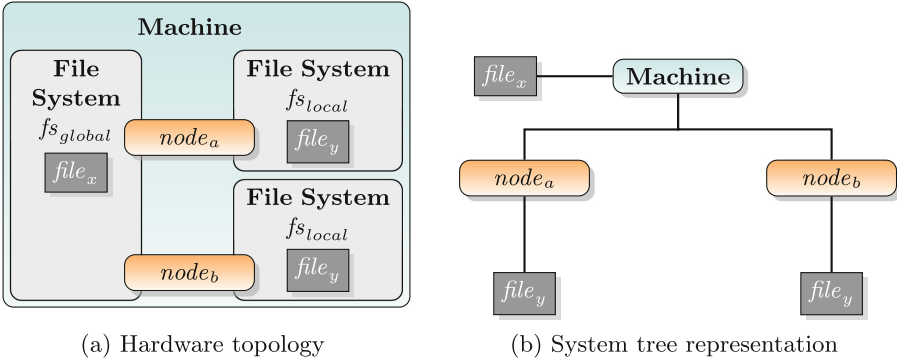 Machine
File
System
fs_global
file_x
node_a
node_b
File System
fs_local
file_y
File System
fs_local
file_y
(a) Hardware topology
file_x
Machine
node_a
node_b
file_y
file_y
(b) System tree representation